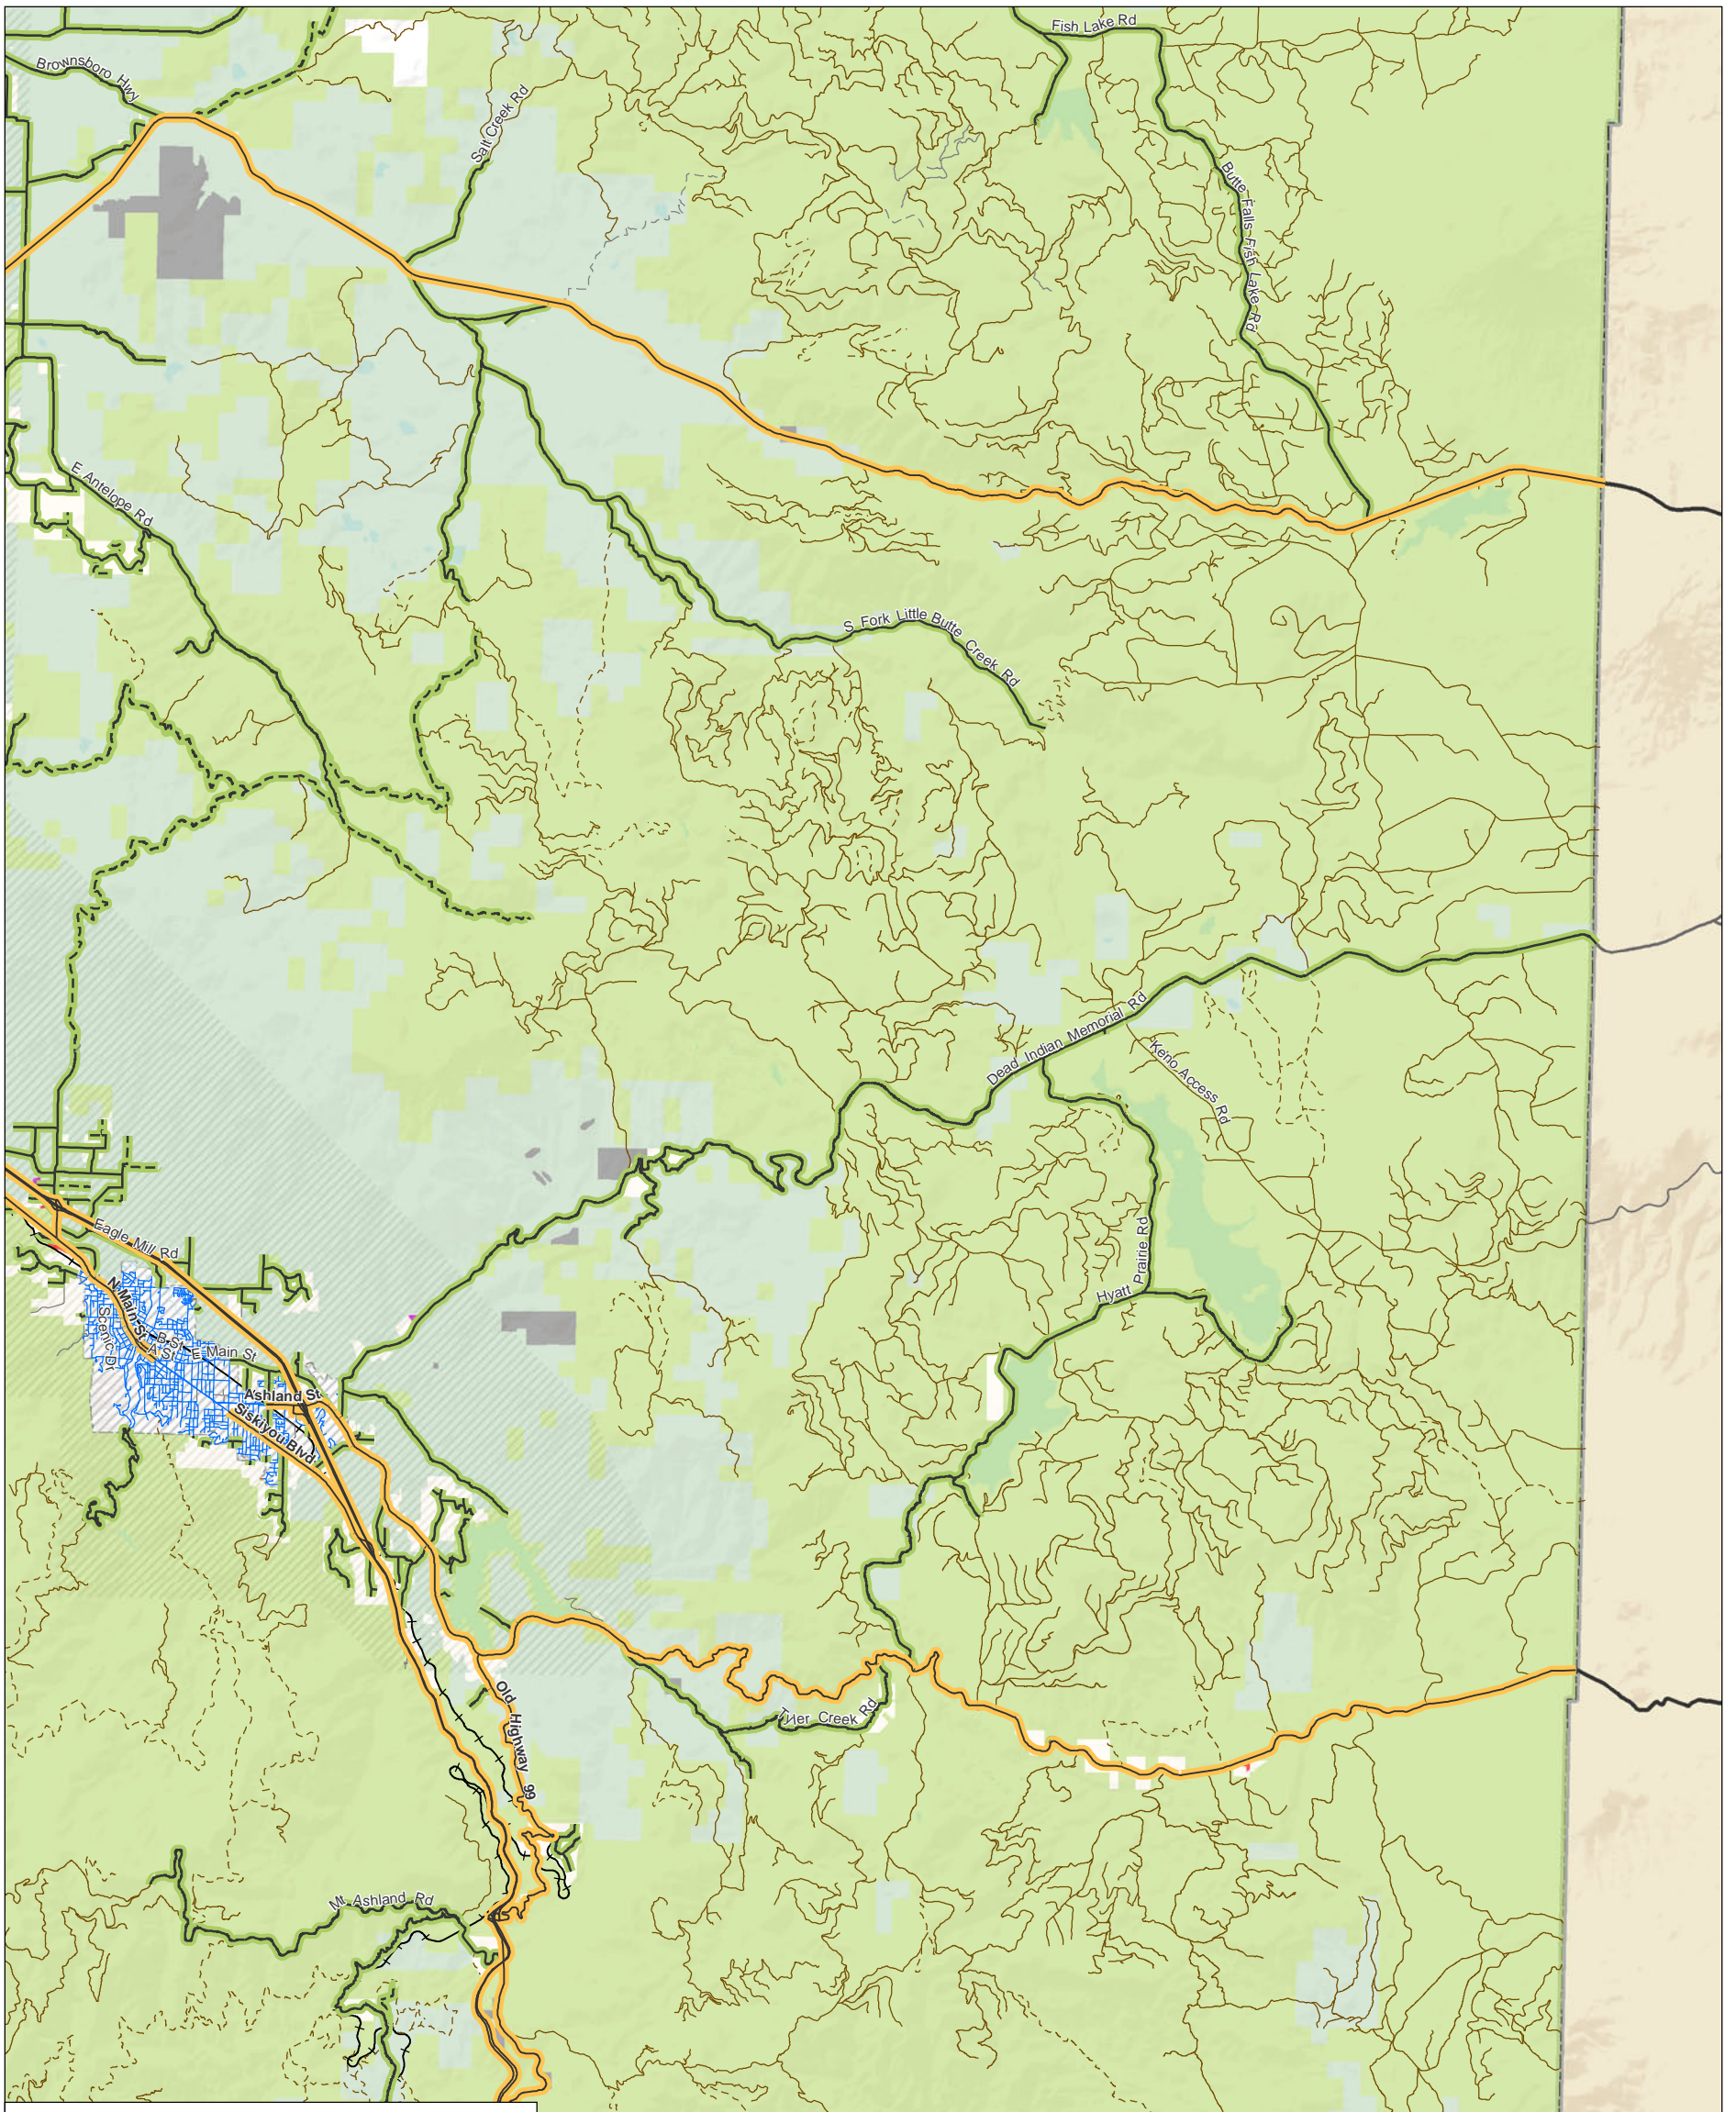 Fish Lake Rd
Brownsboro Hwy
Salt Creek Rd
Butte Falls Fish Lake Rd
E Antelope Rd
S Fork Little Butte Creek Rd
Dead Indian Memorial Rd
Keno Access Rd
Eagle Mill Rd
Hyatt Prairie Rd
N Main St
Scenic Dr
B St
A St
E Main St
Ashland St
Siskiyou Blvd
Old Highway 99
Tyler Creek Rd
Mt Ashland Rd